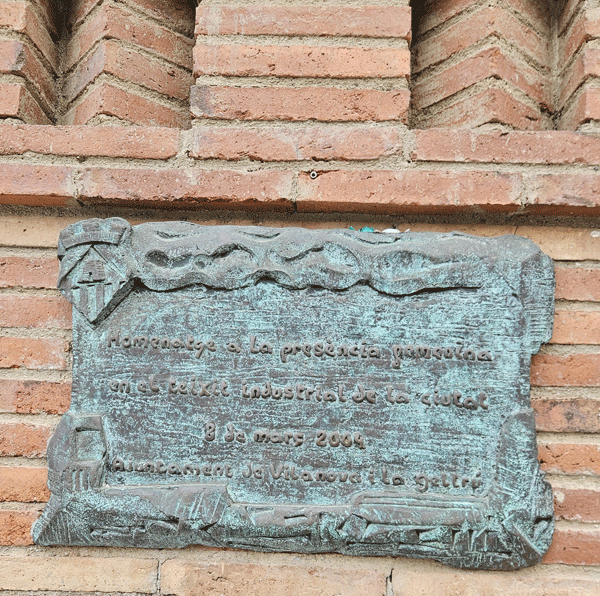 Homenatge a la presència femenina
en el teixit industrial de la ciutat
8 de març 2004
Ajuntament de Vilanova i la Geltrú